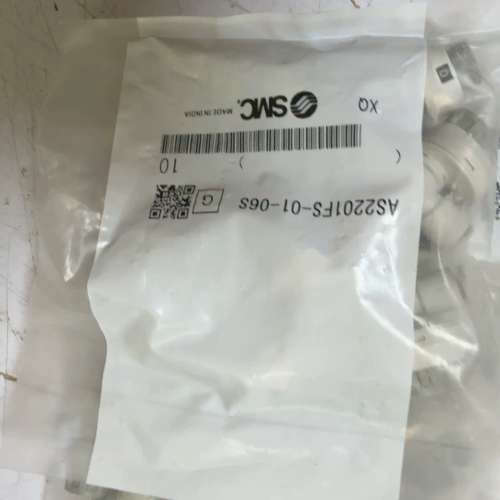 AS2201FS-01-06S
G
( ) 10
XQ
SMC.
MADE IN INDIA